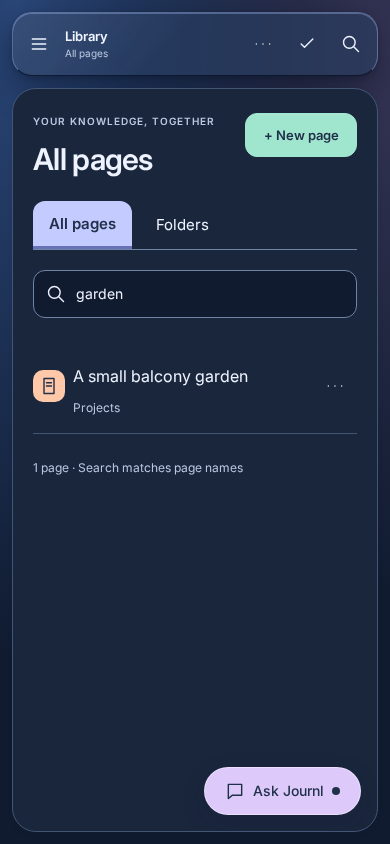 Library
All pages
YOUR KNOWLEDGE, TOGETHER
All pages
+ New page
All pages
Folders
garden
A small balcony garden
Projects
1 page · Search matches page names
Ask Journl